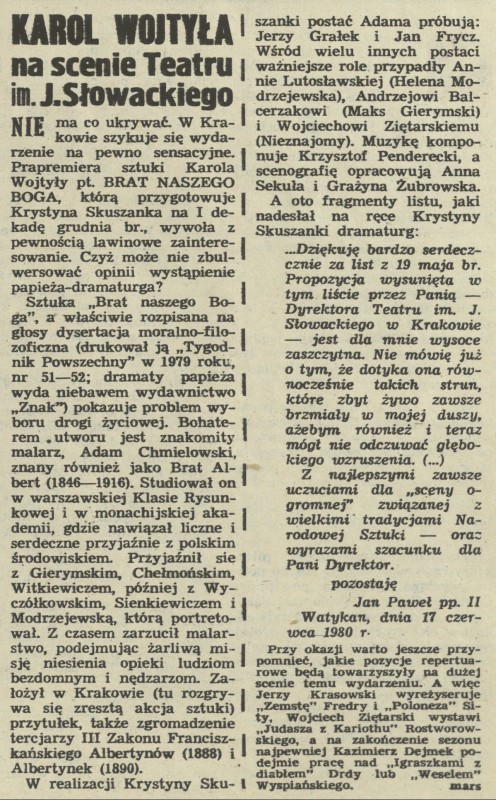 KAROL WOJTYŁA
na scenie Teatru
im. J.Słowackiego
NIE ma co ukrywać. W Kra-
kowie szykuje się wyda-
rzenie na pewno sensacyjne.
Prapremiera sztuki Karola
Wojtyły pt. BRAT NASZEGO
BOGA, którą przygotowuje
Krystyna Skuszanka na I de-
kadę grudnia br., wywoła z
pewnością lawinowe zaintere-
sowanie. Czyż może nie zbul-
wersować opinii wystąpienie
papieża-dramaturga?
Sztuka „Brat naszego Bo-
ga”, a właściwie rozpisana na
głosy dysertacja moralno-filo-
zoficzna (drukował ją „Tygod-
nik Powszechny” w 1979 roku,
nr 51—52; dramaty papieża
wyda niebawem wydawnictwo
„Znak”) pokazuje problem wy-
boru drogi życiowej. Bohate-
rem utworu jest znakomity
malarz, Adam Chmielowski,
znany również jako Brat Al-
bert (1846—1916). Studiował on
w warszawskiej Klasie Rysun-
kowej i w monachijskiej aka-
demii, gdzie nawiązał liczne i
serdeczne przyjaźnie z polskim
środowiskiem. Przyjaźnił sie
z Gierymskim, Chełmońskim,
Witkiewiczem, później z Wy-
czółkowskim, Sienkiewiczem i
Modrzejewską, którą portreto-
wał. Z czasem zarzucił malar-
stwo, podejmując żarliwą mi-
sję niesienia opieki ludziom
bezdomnym i nędzarzom. Za-
łożył w Krakowie (tu rozgry-
wa się zresztą akcja sztuki)
przytułek, także zgromadzenie
tercjarzy III Zakonu Francisz-
kańskiego Albertynów (1888) i
Albertynek (1890).
W realizacji Krystyny Sku-
szanki postać Adama próbują:
Jerzy Grałek i Jan Frycz.
Wśród wielu innych postaci
ważniejsze role przypadły An-
nie Lutosławskiej (Helena Mo-
drzejewska), Andrzejowi Bal-
cerzakowi (Maks Gierymski)
i Wojciechowi Ziętarskiemu
(Nieznajomy). Muzykę kompo-
nuje Krzysztof Penderecki, a
scenografię opracowują Anna
Sekuła i Grażyna Żubrowska.
A oto fragmenty listu, jaki
nadesłał na ręce Krystyny
Skuszanki dramaturg:
...Dziękuję bardzo serdecz-
cznie za list z 19 maja br.
Propozycja wysunięta w
tym liście przez Panią —
Dyrektora Teatru im. J.
Słowackiego w Krakowie
— jest dla mnie wysoce
zaszczytna. Nie mówię już
o tym, że dotyka ona rów-
nocześnie takich strun,
które zbyt żywo zawsze
brzmiały w mojej duszy,
ażebym również i teraz
mógł nie odczuwać głębo-
kiego wzruszenia. (...)
Z najlepszymi zawsze
uczuciami dla „sceny o-
gromnej” związanej z
wielkimi tradycjami Na-
rodowej Sztuki — oraz
wyrazami szacunku dla
Pani Dyrektor.
pozostaję
Jan Paweł pp. II
Watykan, dnia 17 czer-
wca 1980 r.
Przy okazji warto jeszcze przy-
pomnieć, jakie pozycje repertua-
rowe będą towarzyszyły na dużej
scenie temu wydarzeniu. A więc
Jerzy Krasowski wyreżyseruje
„Zemstę” Fredry i „Poloneza” Si-
ty, Wojciech Ziętarski wystawi
„Judasza z Kariothu” Rostworow-
skiego, a na zakończenie sezonu
najpewniej Kazimierz Dejmek po-
dejmie pracę nad „Igraszkami z
diabłem” Drdy lub „Weselem”
Wyspiańskiego. mars